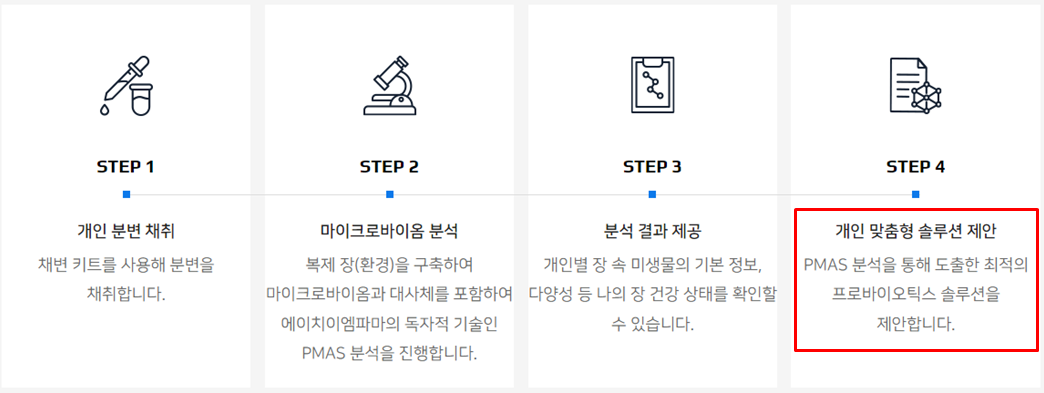 STEP 1
개인 분변 채취
채변 키트를 사용해 분변을
채취합니다.
STEP 2
마이크로바이옴 분석
복제 장(환경)을 구축하여
마이크로바이옴과 대사체를 포함하여
에이치이엠파마의 독자적 기술인
PMAS 분석을 진행합니다.
STEP 3
분석 결과 제공
개인별 장 속 미생물의 기본 정보,
다양성 등 나의 장 건강 상태를 확인할
수 있습니다.
STEP 4
개인 맞춤형 솔루션 제안
PMAS 분석을 통해 도출한 최적의
프로바이오틱스 솔루션을
제안합니다.